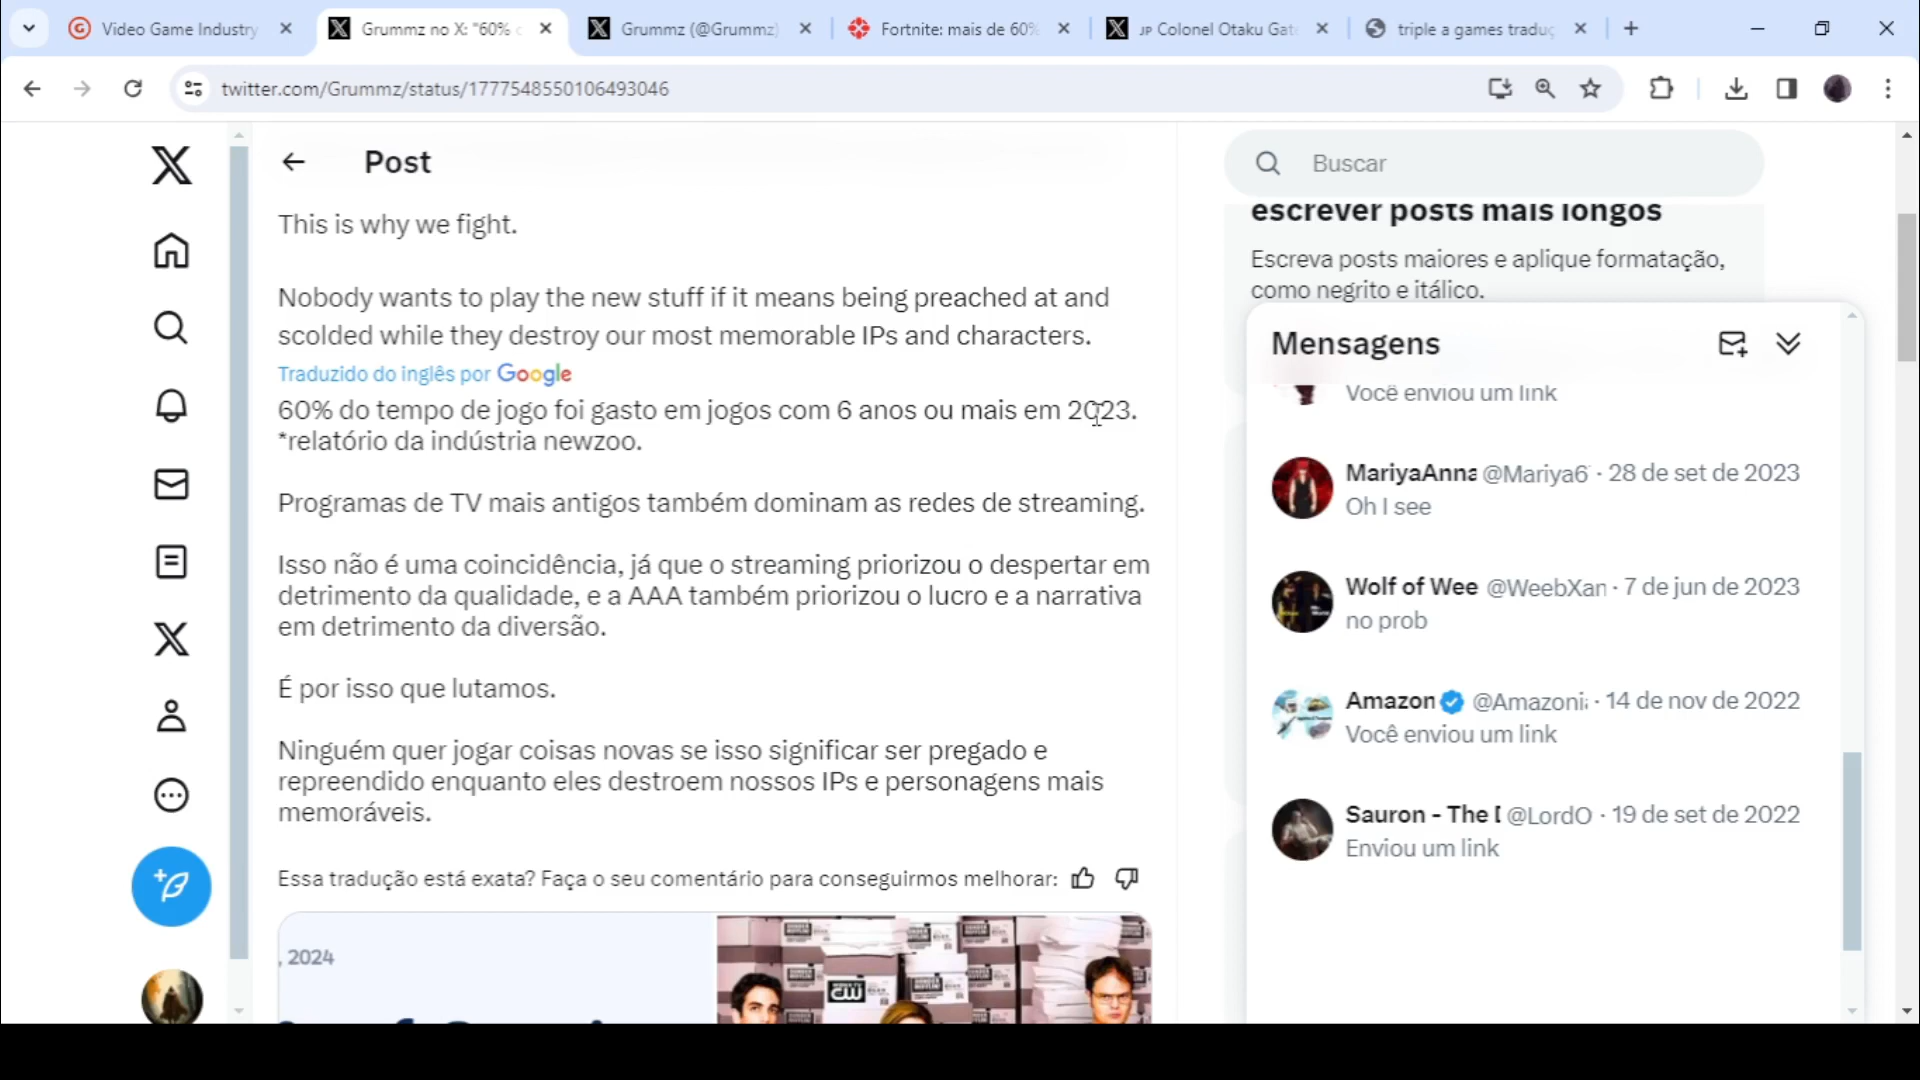 Video Game Industry
Grummz no X: "60%
Grummz (@Grummz)
Fortnite: mais de 60%
JP Colonel Otaku Gat
triple a games traduç
twitter.com/Grummz/status/1777548550106493046
Post
This is why we fight.
Nobody wants to play the new stuff if it means being preached at and
scolded while they destroy our most memorable IPs and characters.
Traduzido do inglês por Google
60% do tempo de jogo foi gasto em jogos com 6 anos ou mais em 2023.
*relatório da indústria newzoo.
Programas de TV mais antigos também dominam as redes de streaming.
Isso não é uma coincidência, já que o streaming priorizou o despertar em
detrimento da qualidade, e a AAA também priorizou o lucro e a narrativa
em detrimento da diversão.
É por isso que lutamos.
Ninguém quer jogar coisas novas se isso significar ser pregado e
repreendido enquanto eles destroem nossos IPs e personagens mais
memoráveis.
Essa tradução está exata? Faça o seu comentário para conseguirmos melhorar:
, 2024
CW
Buscar
escrever posts mais longos
Escreva posts maiores e aplique formatação,
como negrito e itálico.
Mensagens
Você enviou um link
MariyaAnna @Mariya6 · 28 de set de 2023
Oh I see
Wolf of Wee @WeebXan · 7 de jun de 2023
no prob
Amazon @Amazoni · 14 de nov de 2022
Você enviou um link
Sauron - The @LordO · 19 de set de 2022
Enviou um link